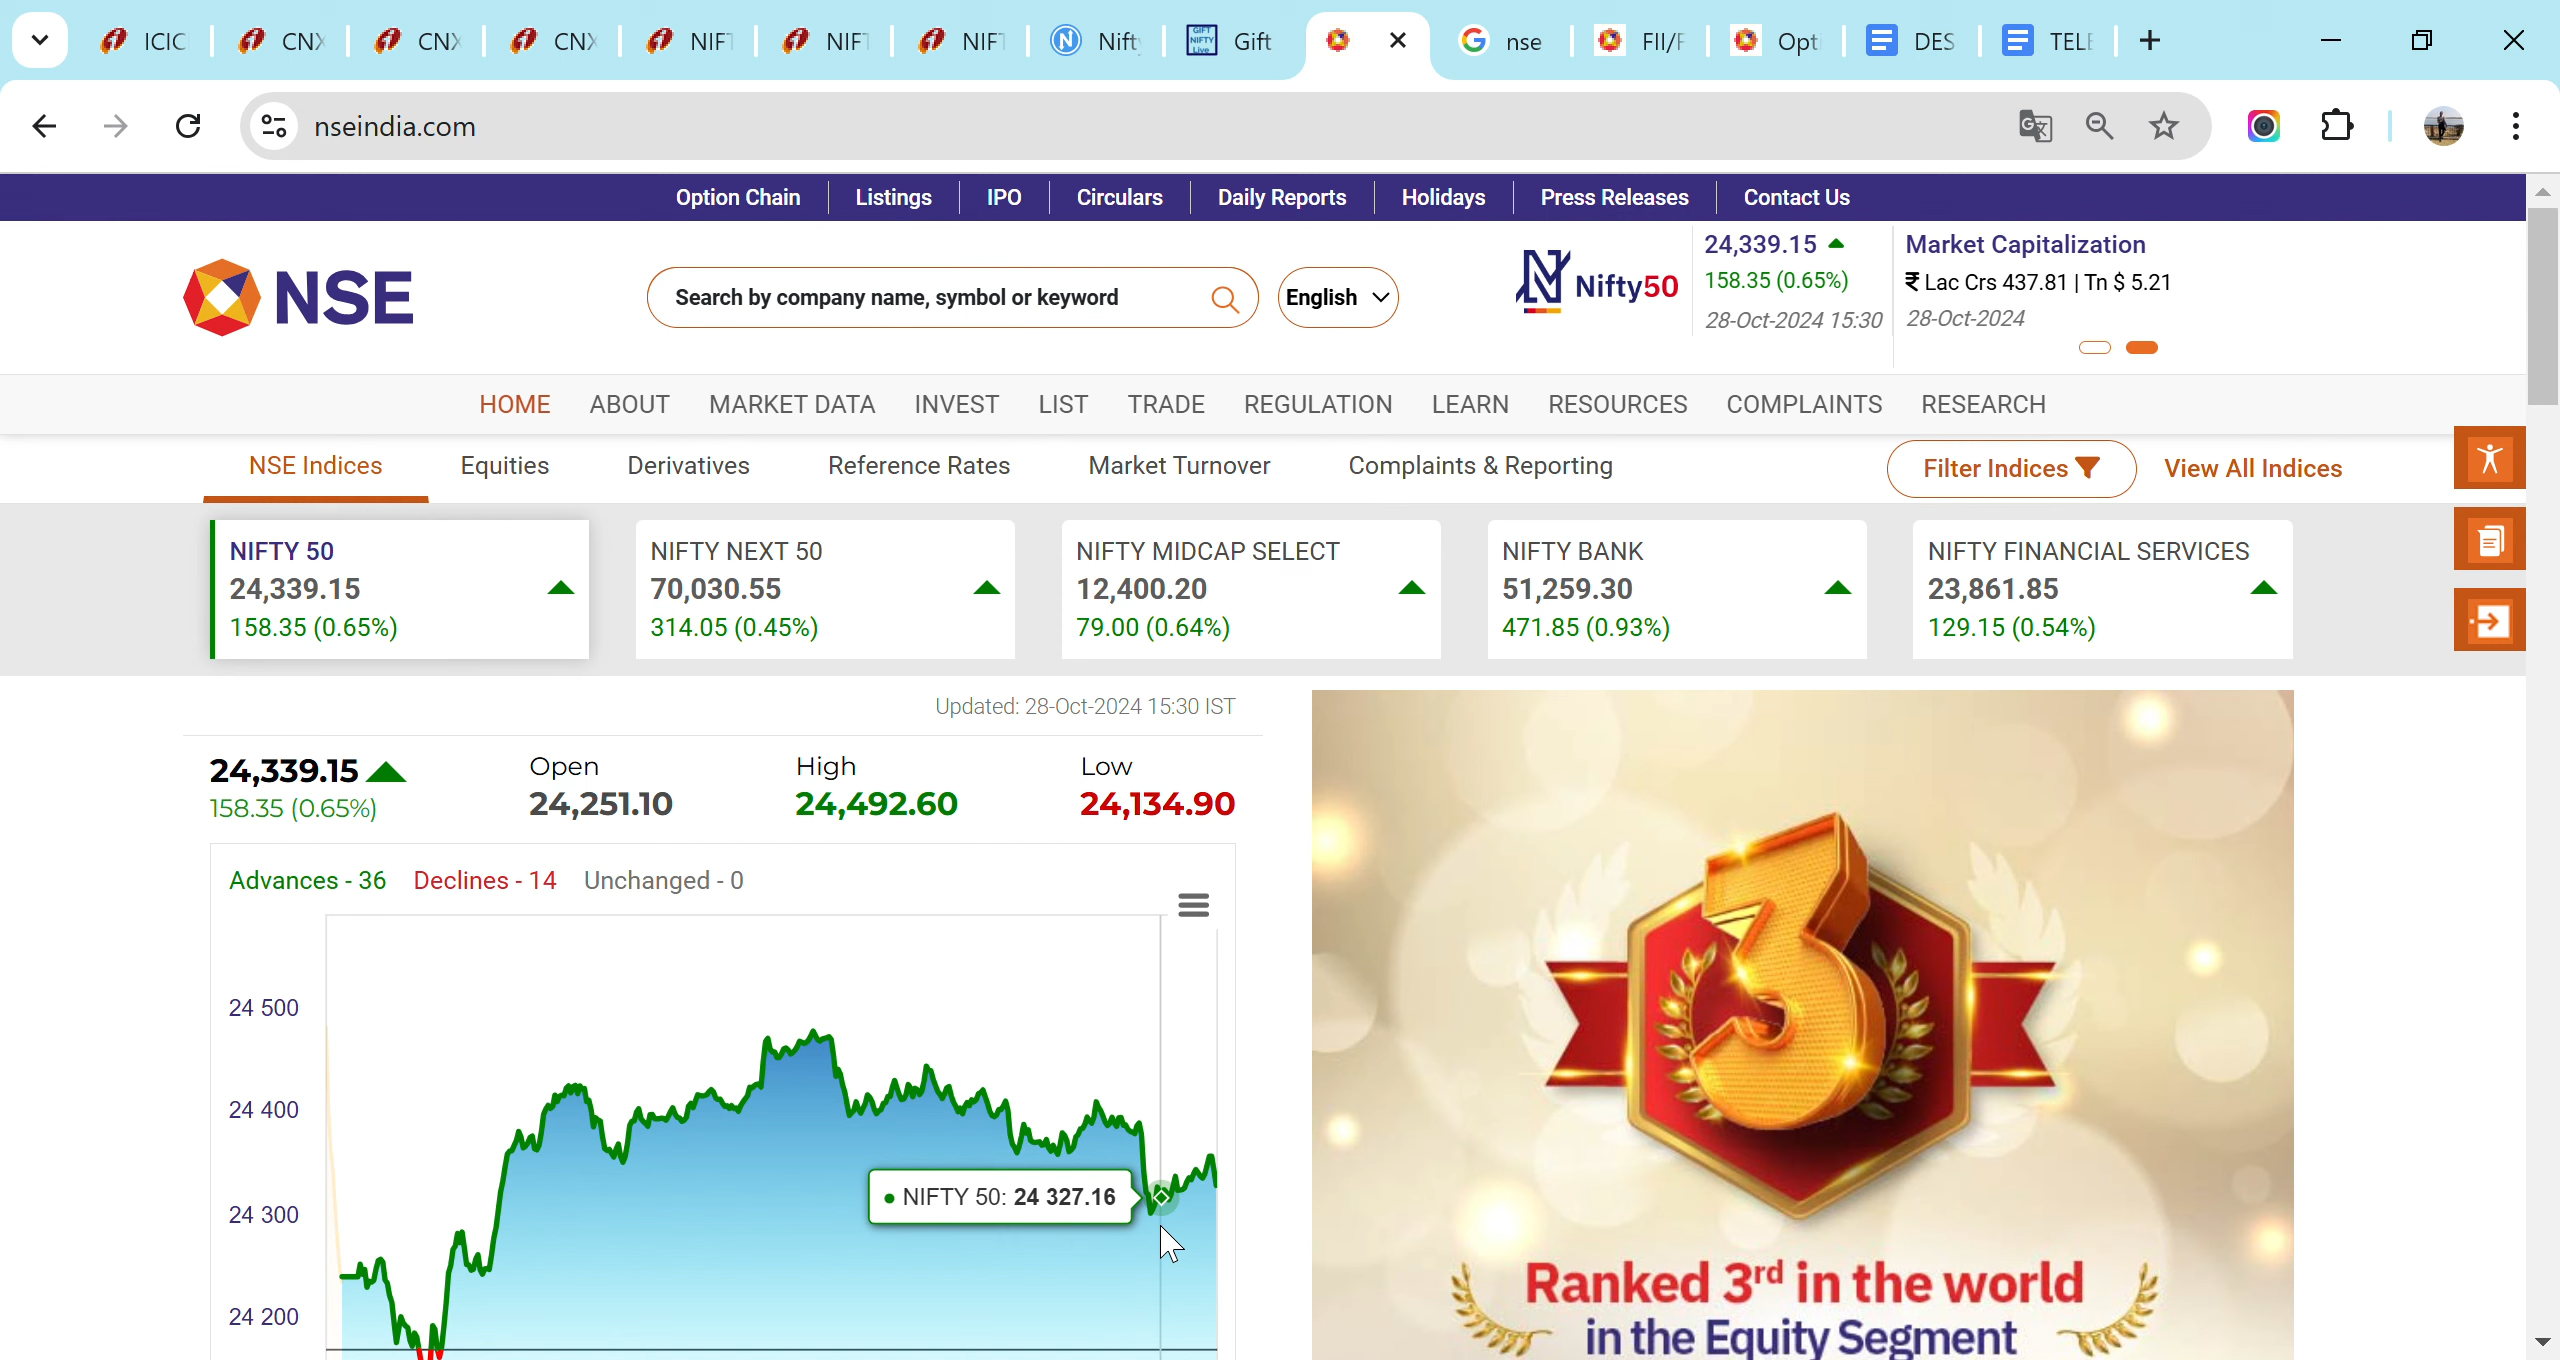 ICIC CNX CNX CNX NIFT NIFT NIFT Nifty Gift nse FII/F Opti DES TELE
nseindia.com
Option Chain Listings IPO Circulars Daily Reports Holidays Press Releases Contact Us
NSE
Search by company name, symbol or keyword
English
Nifty50
24,339.15
158.35 (0.65%)
28-Oct-2024 15:30
Market Capitalization
₹ Lac Crs 437.81 | Tn $ 5.21
28-Oct-2024
HOME ABOUT MARKET DATA INVEST LIST TRADE REGULATION LEARN RESOURCES COMPLAINTS RESEARCH
NSE Indices Equities Derivatives Reference Rates Market Turnover Complaints & Reporting Filter Indices View All Indices
NIFTY 50
24,339.15
158.35 (0.65%)
NIFTY NEXT 50
70,030.55
314.05 (0.45%)
NIFTY MIDCAP SELECT
12,400.20
79.00 (0.64%)
NIFTY BANK
51,259.30
471.85 (0.93%)
NIFTY FINANCIAL SERVICES
23,861.85
129.15 (0.54%)
Updated: 28-Oct-2024 15:30 IST
24,339.15
158.35 (0.65%)
Open
24,251.10
High
24,492.60
Low
24,134.90
Advances - 36 Declines - 14 Unchanged - 0
24 500
24 400
24 300
24 200
NIFTY 50: 24 327.16
3
Ranked 3rd in the world
in the Equity Segment